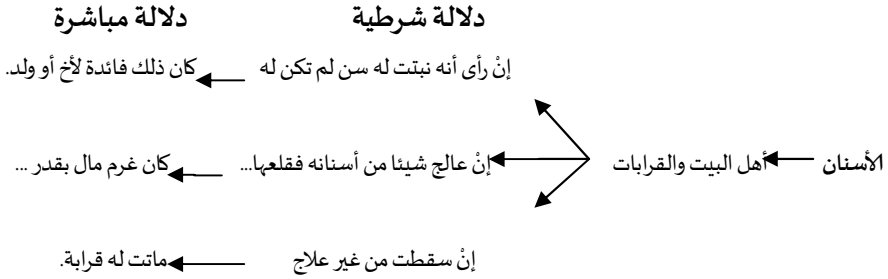 دلالة شرطية دلالة مباشرة
إنْ رأى أنه نبتت له سن لم تكن له كان ذلك فائدة لأخ أو ولد.
الأسنان أهل البيت والقرابات إنْ عالج شيئا من أسنانه فقلعها... كان غرم مال بقدر ...
إنْ سقطت من غير علاج ماتت له قرابة.